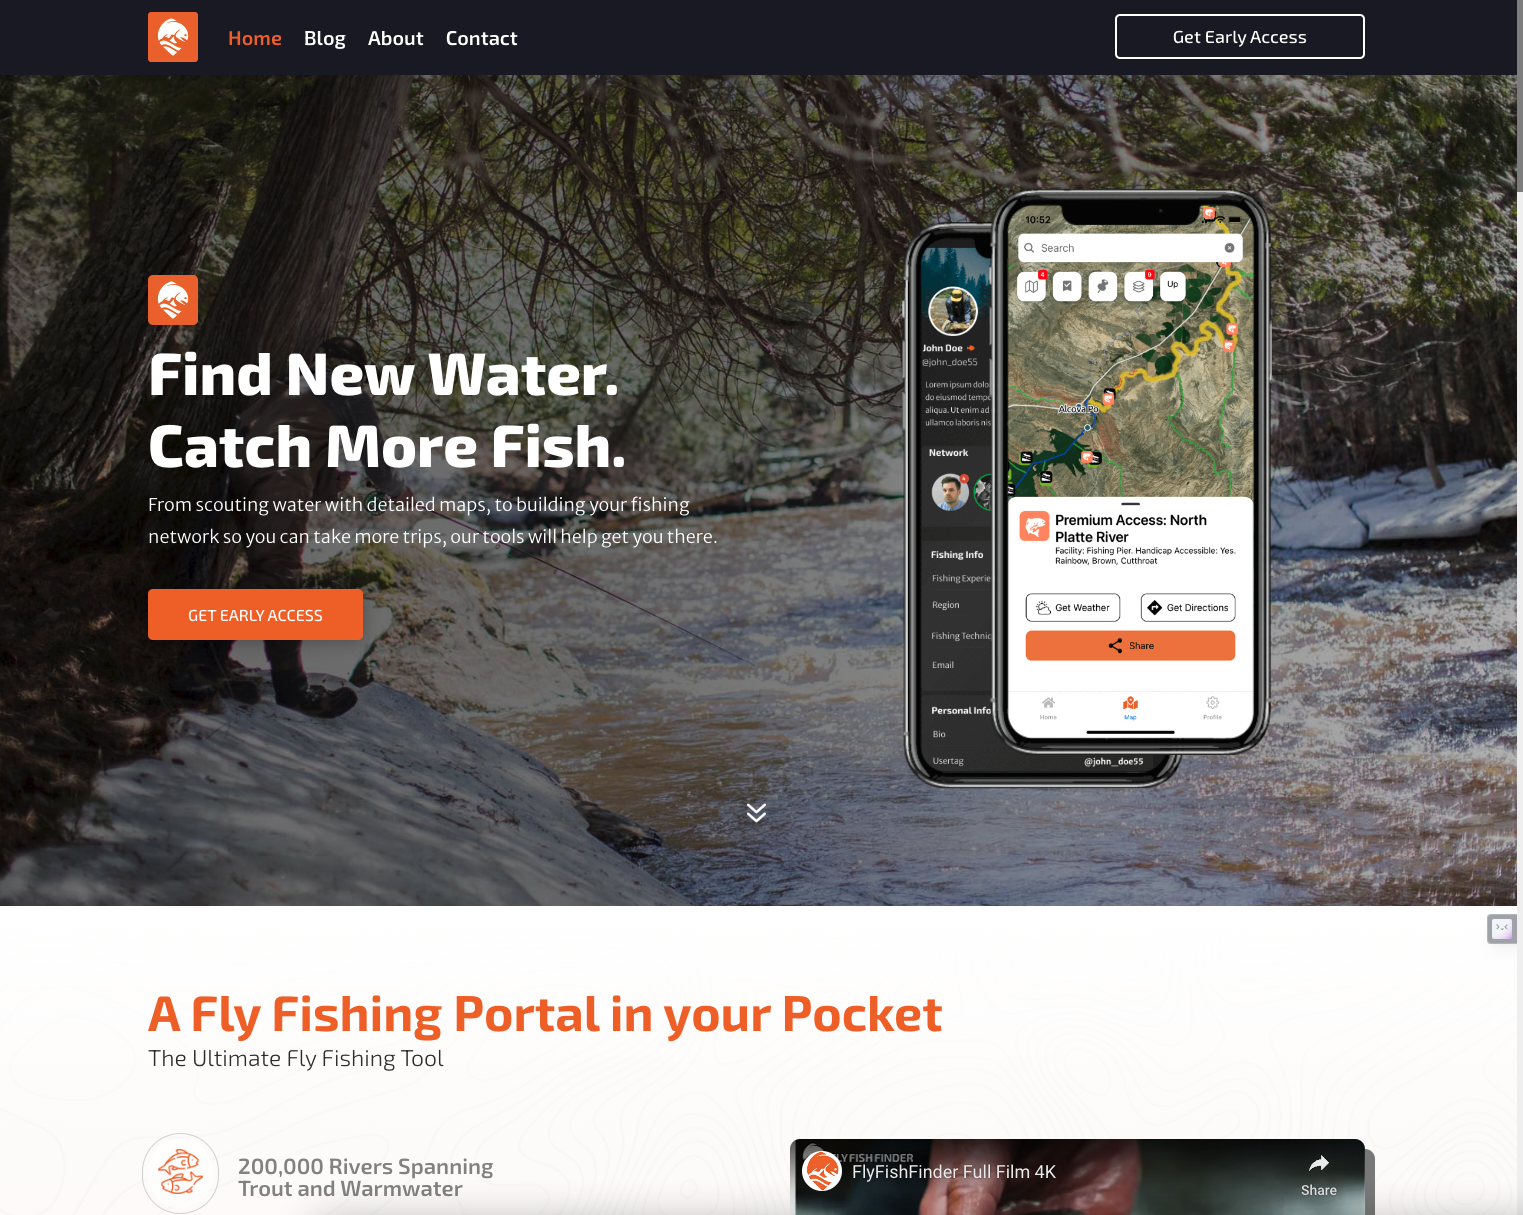 Home Blog About Contact
Get Early Access
Find New Water.
Catch More Fish.
From scouting water with detailed maps, to building your fishing
network so you can take more trips, our tools will help get you there.
GET EARLY ACCESS
John Doe
@john_doe55
Lorem ipsum dolo
do eiusmod tempo
aliqua. Ut enim ad
ullamco laboris nis
Network
Fishing Info
Fishing Experie
Region
Fishing Technic
Email
Personal Info
Bio
Usertag
@john_doe55
10:52
Search
4
9
Up
Alcova Po
Premium Access: North
Platte River
Facility: Fishing Pier. Handicap Accessible: Yes.
Rainbow, Brown, Cutthroat
Get Weather
Get Directions
Share
Home
Map
Profile
A Fly Fishing Portal in your Pocket
The Ultimate Fly Fishing Tool
200,000 Rivers Spanning
Trout and Warmwater
LYFISHFINDER
FlyFishFinder Full Film 4K
Share